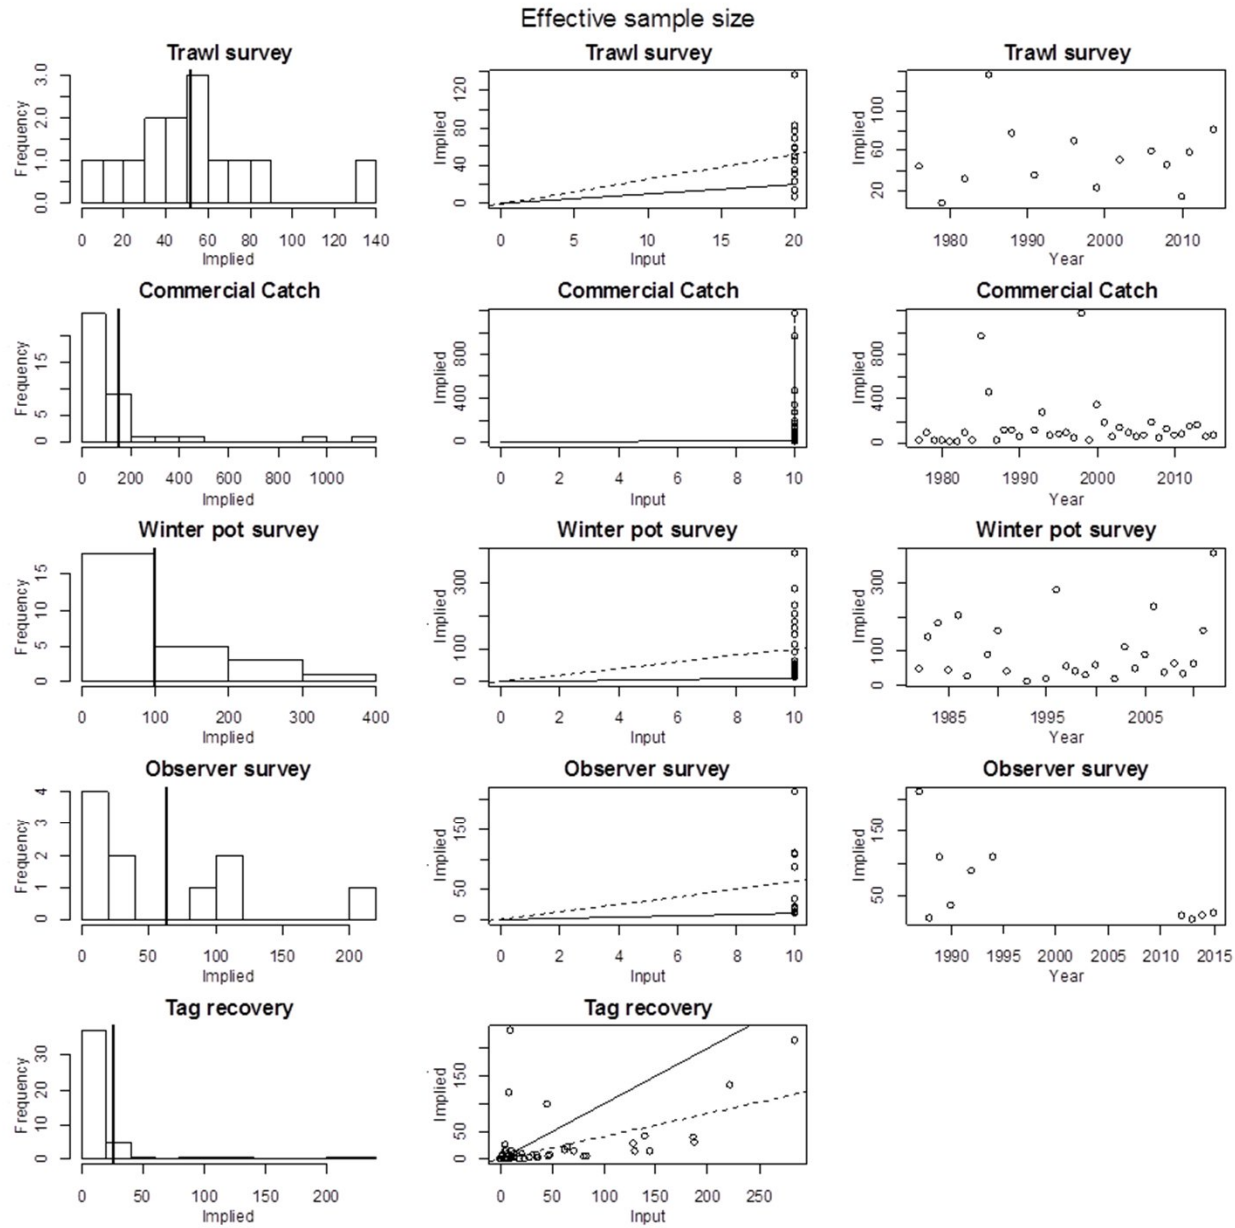 Effective sample size
Trawl survey
Frequency
0.0 1.0 2.0 3.0
0 20 40 60 80 100 120 140
Implied
Trawl survey
Implied
0 40 80 120
0 5 10 15 20
Input
Trawl survey
Implied
20 60 100
1980 1990 2000 2010
Year
Commercial Catch
Frequency
0 5 15
0 200 400 600 800 1000
Implied
Commercial Catch
Implied
0 400 800
0 2 4 6 8 10
Input
Commercial Catch
Implied
0 400 800
1980 1990 2000 2010
Year
Winter pot survey
Frequency
0 5 10 15
0 100 200 300 400
Implied
Winter pot survey
Implied
0 100 300
0 2 4 6 8 10
Input
Winter pot survey
Implied
0 100 300
1985 1995 2005
Year
Observer survey
Frequency
0 1 2 3 4
0 50 100 150 200
Implied
Observer survey
Implied
0 50 150
0 2 4 6 8 10
Input
Observer survey
Implied
50 150
1990 1995 2000 2005 2010 2015
Year
Tag recovery
Frequency
0 10 30
0 50 100 150 200
Implied
Tag recovery
Implied
0 50 150
0 50 100 150 200 250
Input